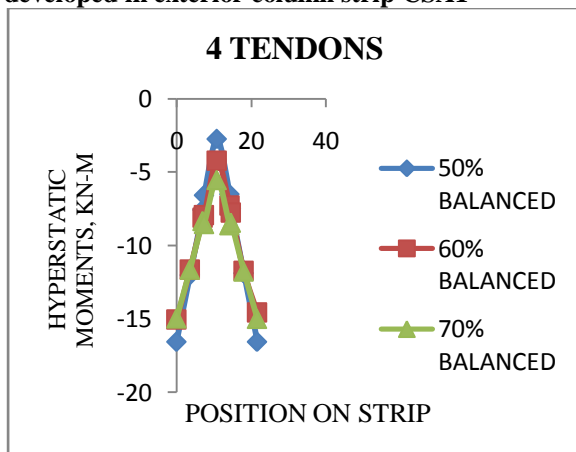 developed in exterior column strip CSA1
4 TENDONS
0
0 20 40
-5
-10
-15
-20
HYPERSTATIC
MOMENTS, KN-M
POSITION ON STRIP
50%
BALANCED
60%
BALANCED
70%
BALANCED